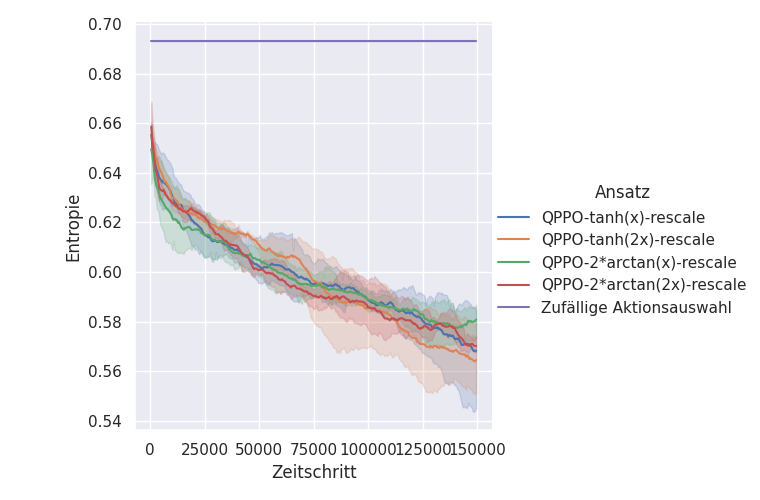 0.70
0.68
0.66
0.64
0.62
0.60
0.58
0.56
0.54
Entropie
0 25000 50000 75000 100000 125000 150000
Zeitschritt
Ansatz
QPPO-tanh(x)-rescale
QPPO-tanh(2x)-rescale
QPPO-2*arctan(x)-rescale
QPPO-2*arctan(2x)-rescale
Zufällige Aktionsauswahl